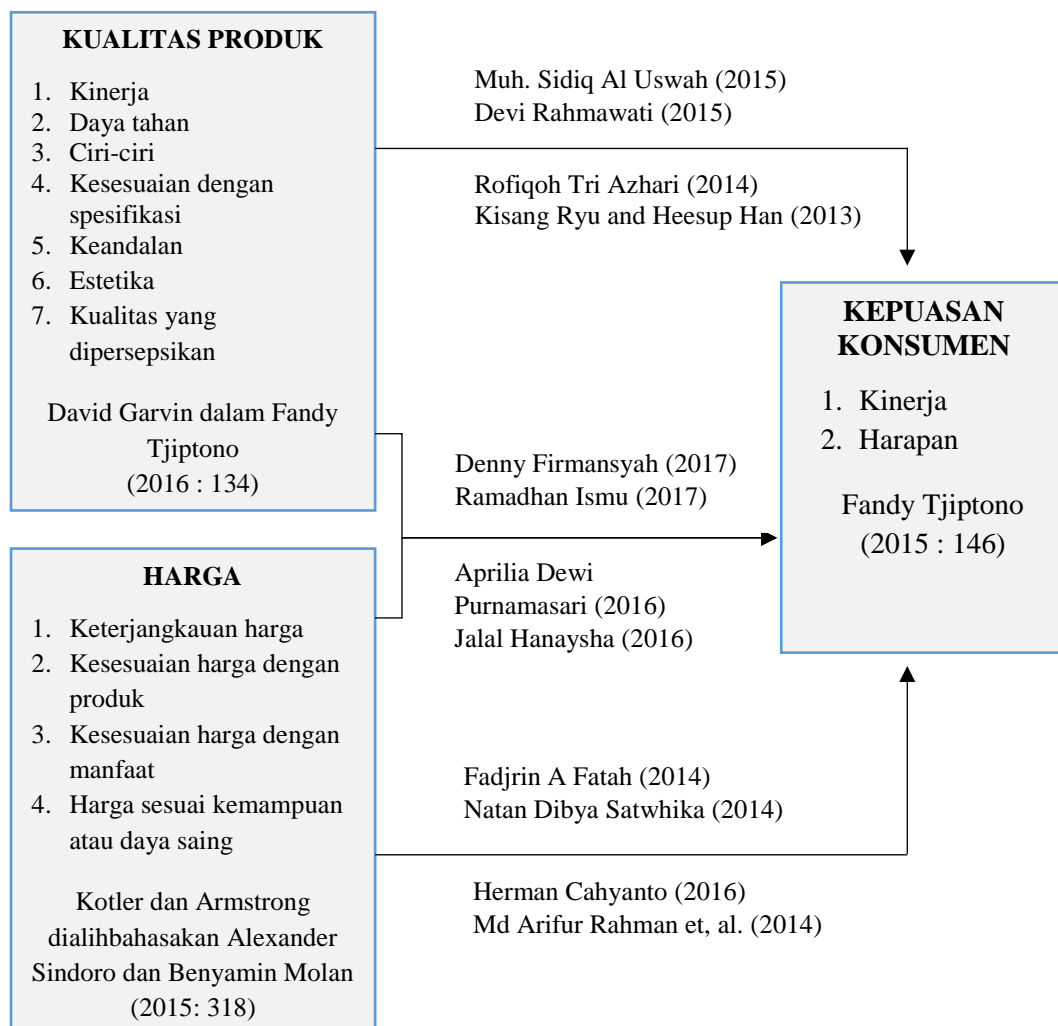 KUALITAS PRODUK
1. Kinerja
2. Daya tahan
3. Ciri-ciri
4. Kesesuaian dengan
spesifikasi
5. Keandalan
6. Estetika
7. Kualitas yang
dipersepsikan
David Garvin dalam Fandy
Tjiptono
(2016 : 134)
Muh. Sidiq Al Uswah (2015)
Devi Rahmawati (2015)
Rofiqoh Tri Azhari (2014)
Kisang Ryu and Heesup Han (2013)
KEPUASAN
KONSUMEN
1. Kinerja
2. Harapan
Fandy Tjiptono
(2015 : 146)
Denny Firmansyah (2017)
Ramadhan Ismu (2017)
Aprilia Dewi
Purnamasari (2016)
Jalal Hanaysha (2016)
HARGA
1. Keterjangkauan harga
2. Kesesuaian harga dengan
produk
3. Kesesuaian harga dengan
manfaat
4. Harga sesuai kemampuan
atau daya saing
Kotler dan Armstrong
dialihbahasakan Alexander
Sindoro dan Benyamin Molan
(2015: 318)
Fadjrin A Fatah (2014)
Natan Dibya Satwhika (2014)
Herman Cahyanto (2016)
Md Arifur Rahman et, al. (2014)